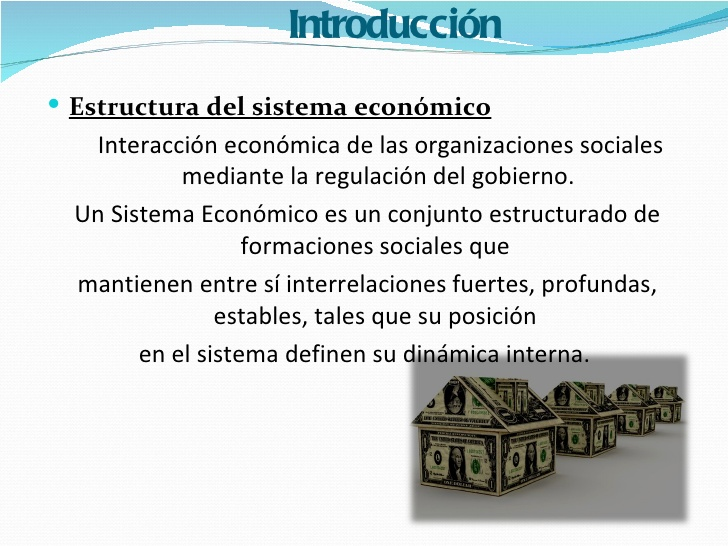 Introducción
• Estructura del sistema económico
Interacción económica de las organizaciones sociales
mediante la regulación del gobierno.
Un Sistema Económico es un conjunto estructurado de
formaciones sociales que
mantienen entre sí interrelaciones fuertes, profundas,
estables, tales que su posición
en el sistema definen su dinámica interna.